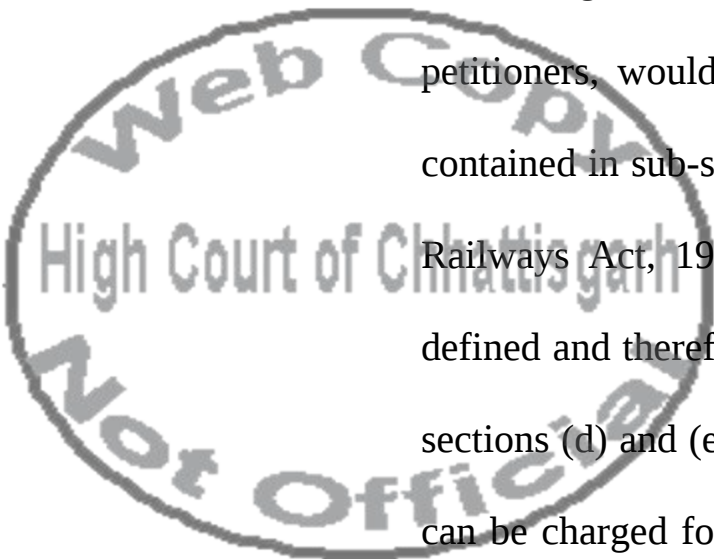 Web Copy
High Court of Chhattisgarh
Not Official
petitioners, would
contained in sub-s
Railways Act, 19
defined and theref
sections (d) and (e
can be charged fo